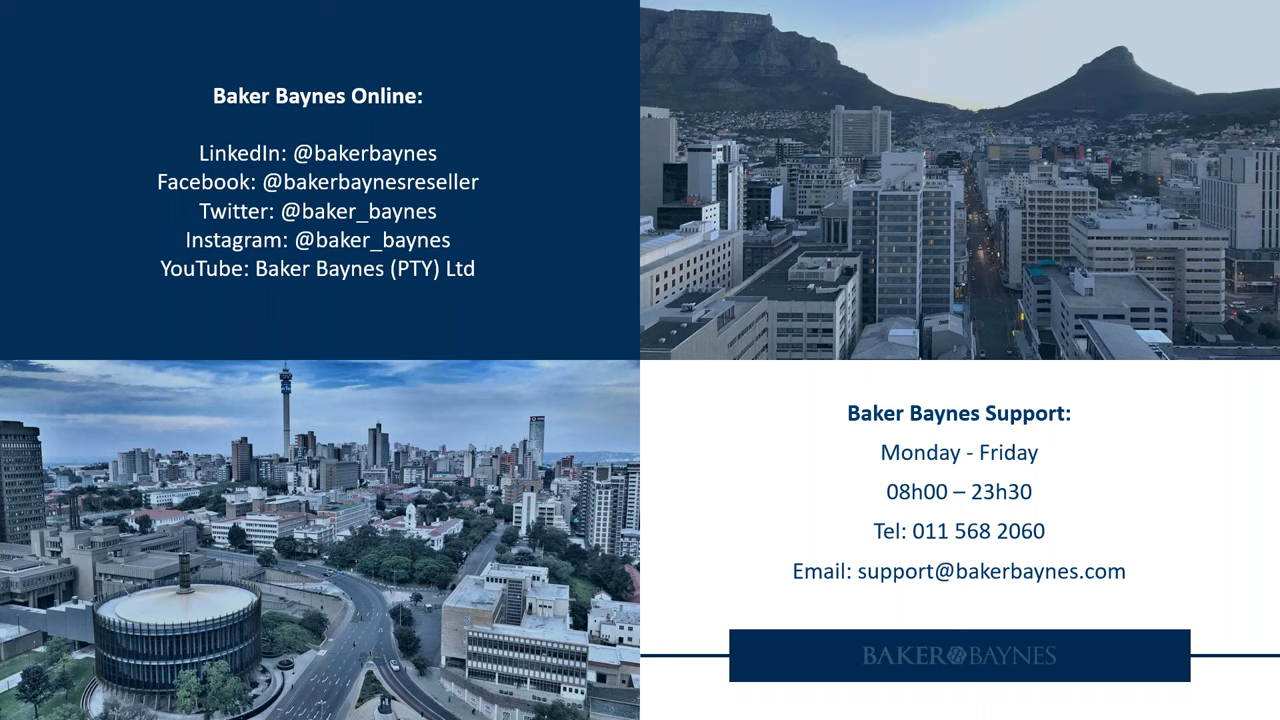 Baker Baynes Online:
LinkedIn: @bakerbaynes
Facebook: @bakerbaynesreseller
Twitter: @baker_baynes
Instagram: @baker_baynes
YouTube: Baker Baynes (PTY) Ltd
Baker Baynes Support:
Monday - Friday
08h00 – 23h30
Tel: 011 568 2060
Email: support@bakerbaynes.com
BAKER BAYNES